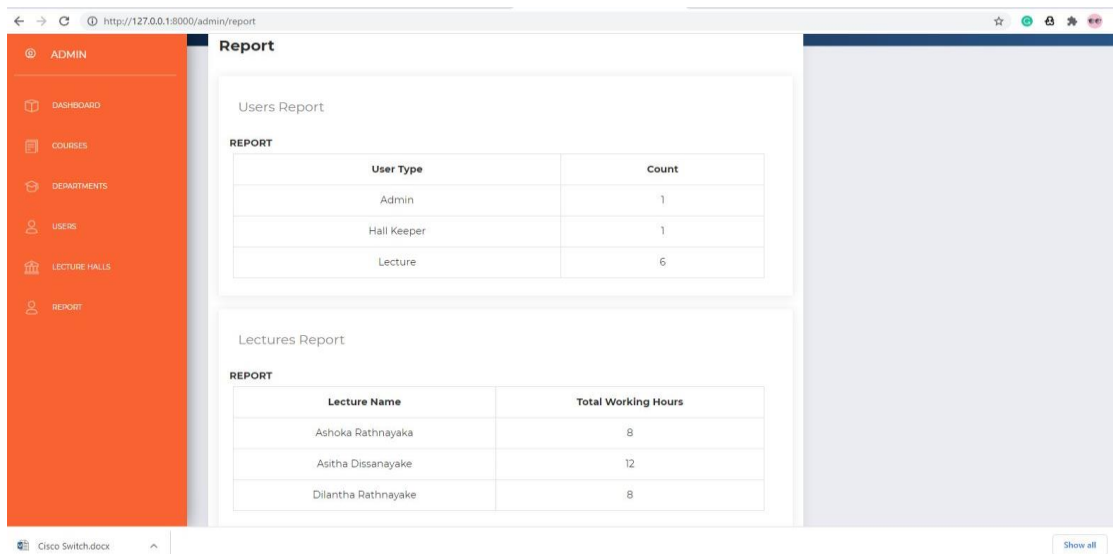 http://127.0.0.1:8000/admin/report
ADMIN
DASHBOARD
COURSES
DEPARTMENTS
USERS
LECTURE HALLS
REPORT
Report
Users Report
REPORT
User Type Count
Admin 1
Hall Keeper 1
Lecture 6
Lectures Report
REPORT
Lecture Name Total Working Hours
Ashoka Rathnayaka 8
Asitha Dissanayake 12
Dilantha Rathnayake 8
Cisco Switch.docx
Show all